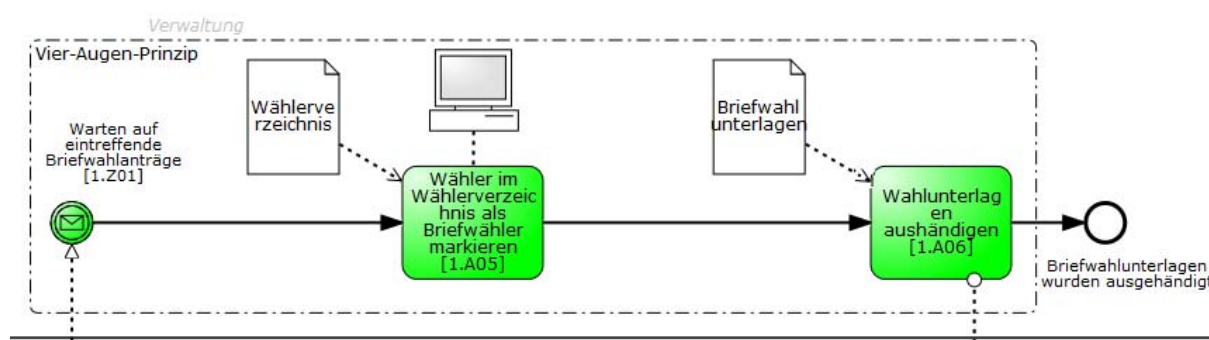 Verwaltung
Vier-Augen-Prinzip
Wählerve
rzeichnis
Briefwahl
unterlagen
Warten auf
eintreffende
Briefwahlanträge
[1.Z01]
Wähler im
Wählerverzeic
hnis als
Briefwähler
markieren
[1.A05]
Wahlunterlag
en
aushändigen
[1.A06]
Briefwahlunterlagen
wurden ausgehändigt